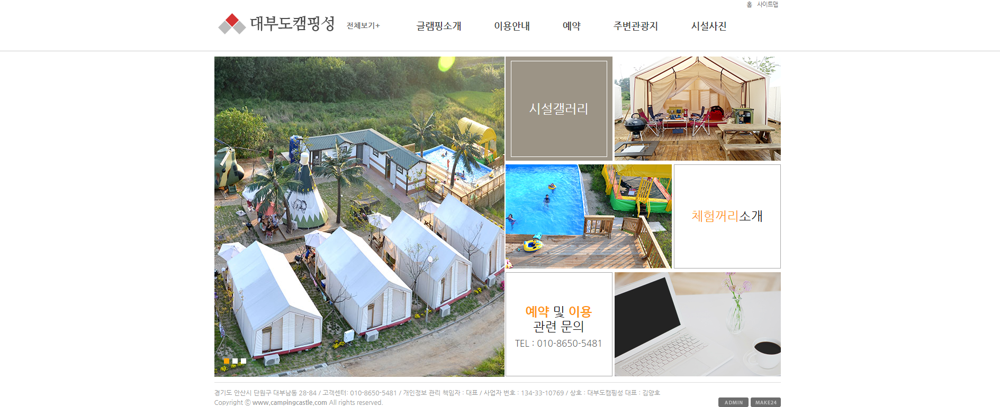 홈 사이트맵
대부도캠핑성
전체보기+
글램핑소개 이용안내 예약 주변관광지 시설사진
시설갤러리
체험꺼리소개
예약 및 이용
관련 문의
TEL : 010-8650-5481
경기도 안산시 단원구 대부남동 28-84 / 고객센터: 010-8650-5481 / 개인정보 관리 책임자 : 대표 / 사업자 번호 : 134-33-10769 / 상호 : 대부도캠핑성 대표 : 김양호
Copyright ⓒ www.campingcastle.com All rights reserved.
ADMIN MAKE24